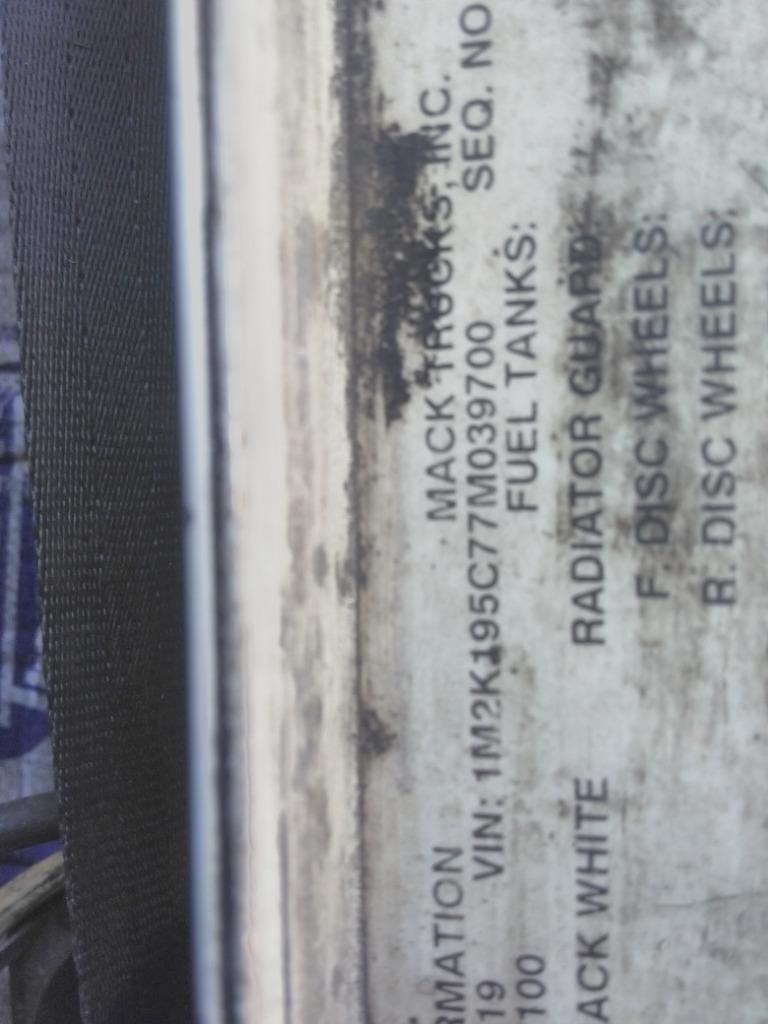 RMATION MACK TRUCKS, INC.
19 VIN: 1M2K195C77M039700 SEQ. NO
100 FUEL TANKS:
ACK WHITE RADIATOR GUARD
F. DISC WHEELS:
R. DISC WHEELS: